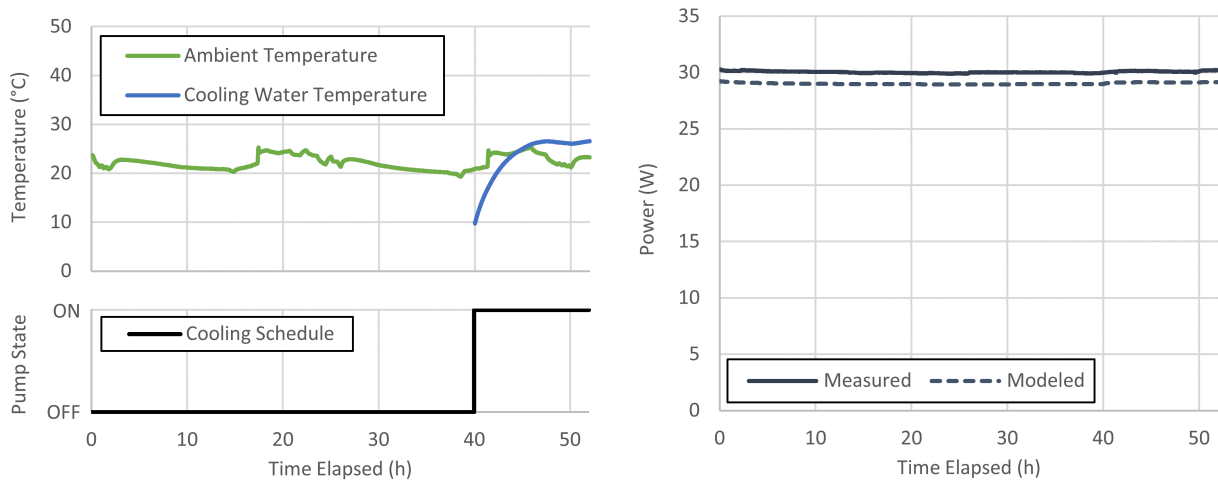 50
40
30
20
10
0
Temperature (°C)
Ambient Temperature
Cooling Water Temperature
ON
OFF
Pump State
Cooling Schedule
0 10 20 30 40 50
Time Elapsed (h)
35
30
25
20
15
10
5
0
Power (W)
Measured Modeled
0 10 20 30 40 50
Time Elapsed (h)